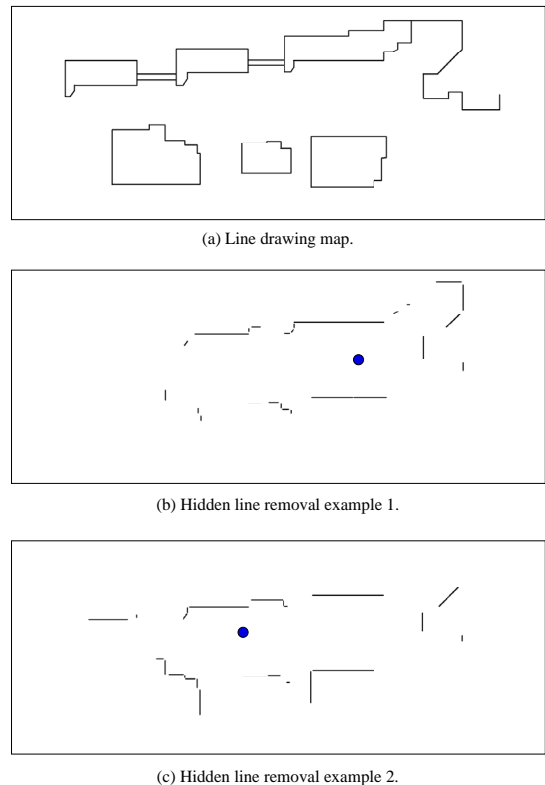 (a) Line drawing map.
(b) Hidden line removal example 1.
(c) Hidden line removal example 2.